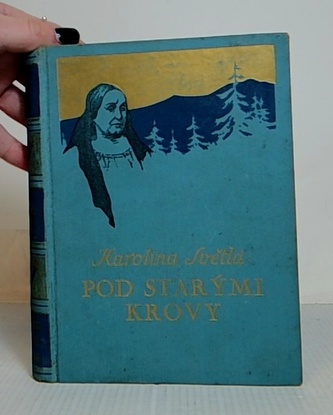 Karolina Světlá
POD STARÝMI
KROVY